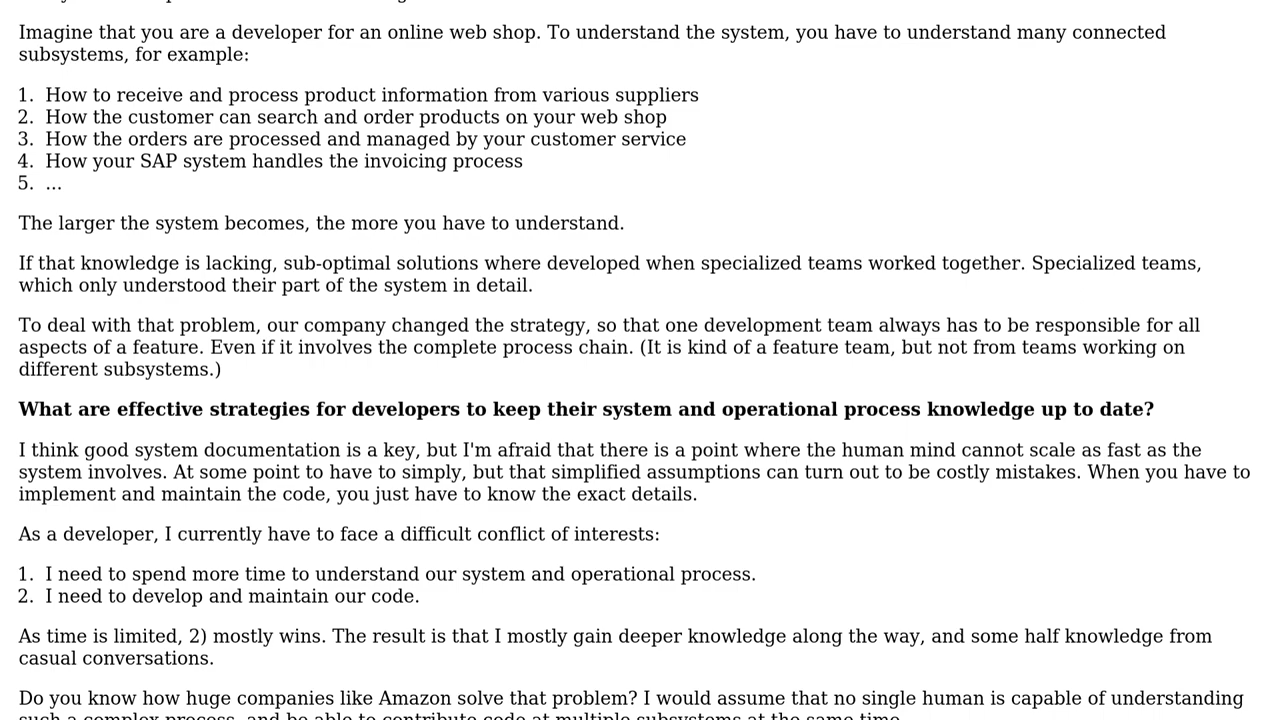 Imagine that you are a developer for an online web shop. To understand the system, you have to understand many connected
subsystems, for example:
1. How to receive and process product information from various suppliers
2. How the customer can search and order products on your web shop
3. How the orders are processed and managed by your customer service
4. How your SAP system handles the invoicing process
5. ...
The larger the system becomes, the more you have to understand.
If that knowledge is lacking, sub-optimal solutions where developed when specialized teams worked together. Specialized teams,
which only understood their part of the system in detail.
To deal with that problem, our company changed the strategy, so that one development team always has to be responsible for all
aspects of a feature. Even if it involves the complete process chain. (It is kind of a feature team, but not from teams working on
different subsystems.)
What are effective strategies for developers to keep their system and operational process knowledge up to date?
I think good system documentation is a key, but I'm afraid that there is a point where the human mind cannot scale as fast as the
system involves. At some point to have to simply, but that simplified assumptions can turn out to be costly mistakes. When you have to
implement and maintain the code, you just have to know the exact details.
As a developer, I currently have to face a difficult conflict of interests:
1. I need to spend more time to understand our system and operational process.
2. I need to develop and maintain our code.
As time is limited, 2) mostly wins. The result is that I mostly gain deeper knowledge along the way, and some half knowledge from
casual conversations.
Do you know how huge companies like Amazon solve that problem? I would assume that no single human is capable of understanding
such a complex process, and be able to contribute code at multiple subsystems at the same time.